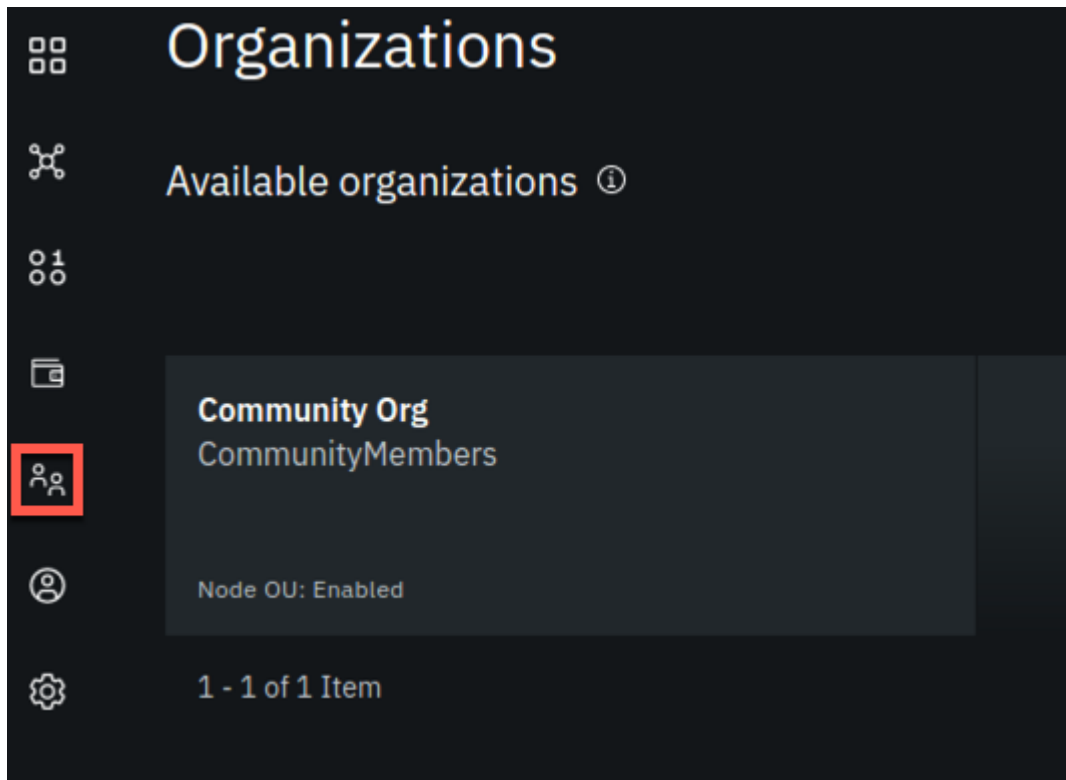 Organizations
Available organizations
Community Org
CommunityMembers
Node OU: Enabled
1 - 1 of 1 Item